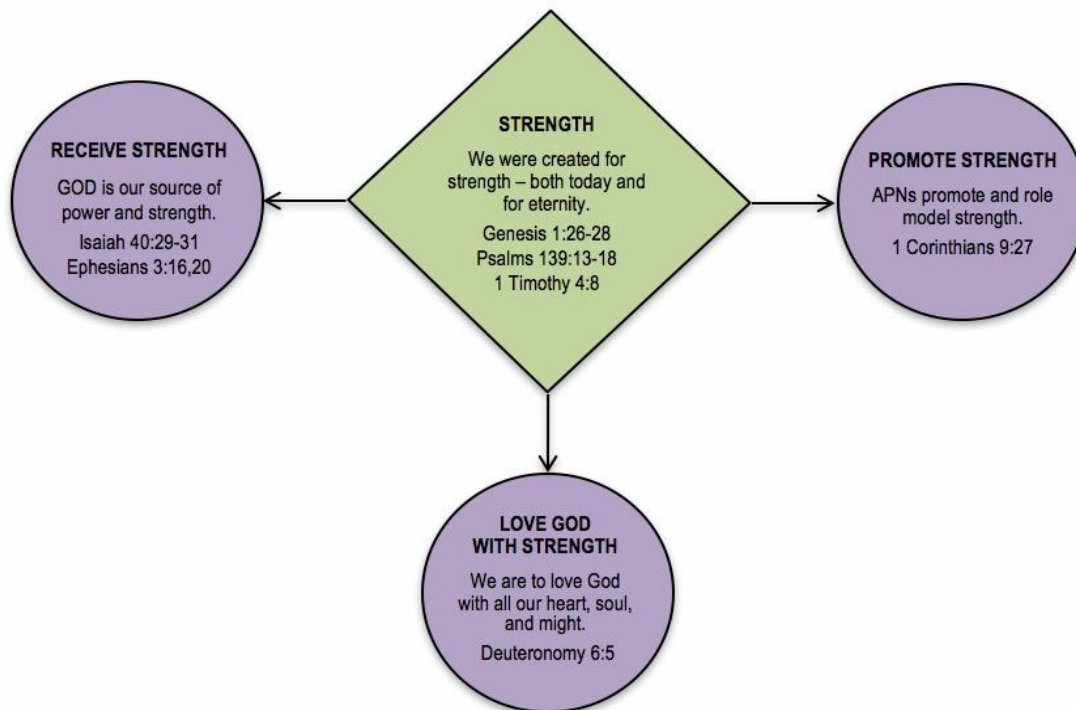 STRENGTH
We were created for
strength – both today and
for eternity.
Genesis 1:26-28
Psalms 139:13-18
1 Timothy 4:8
RECEIVE STRENGTH
GOD is our source of
power and strength.
Isaiah 40:29-31
Ephesians 3:16,20
PROMOTE STRENGTH
APNs promote and role
model strength.
1 Corinthians 9:27
LOVE GOD
WITH STRENGTH
We are to love God
with all our heart, soul,
and might.
Deuteronomy 6:5